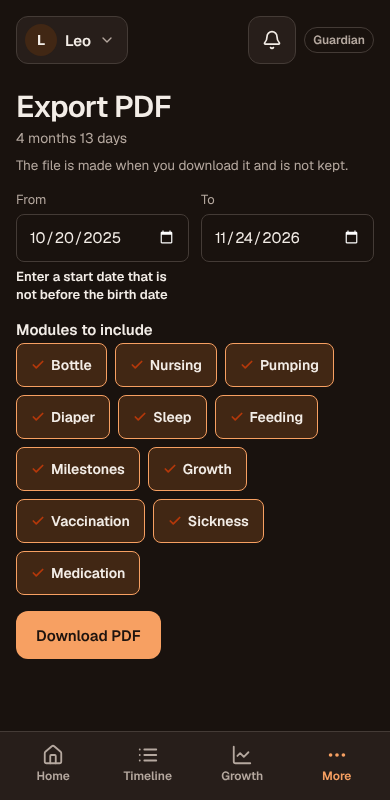 L Leo
Guardian
Export PDF
4 months 13 days
The file is made when you download it and is not kept.
From To
10/20/2025 11/24/2026
Enter a start date that is
not before the birth date
Modules to include
Bottle Nursing Pumping
Diaper Sleep Feeding
Milestones Growth
Vaccination Sickness
Medication
Download PDF
Home Timeline Growth More